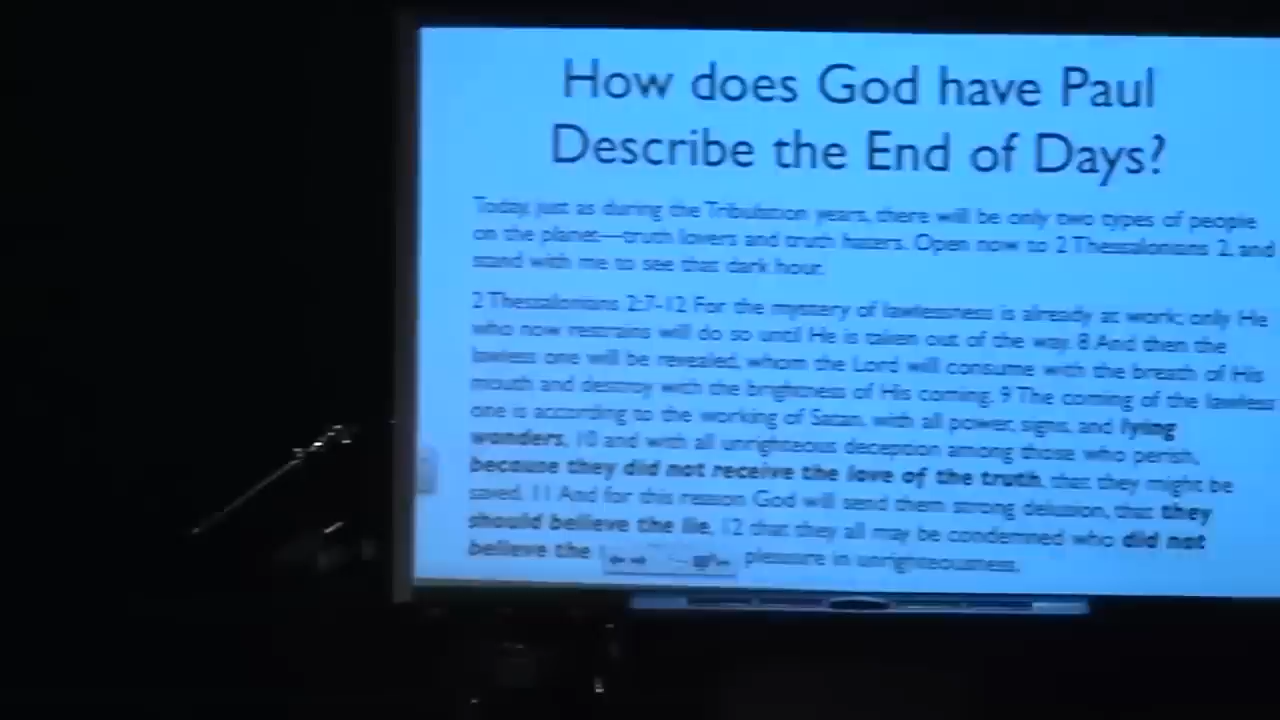 How does God have Paul
Describe the End of Days?
Today, just as during the Tribulation years, there will be only two types of people
on the planet—truth lovers and truth haters. Open now to 2 Thessalonians 2, and
stand with me to see that dark hour.
2 Thessalonians 2:7-12 For the mystery of lawlessness is already at work; only He
who now restrains will do so until He is taken out of the way. 8 And then the
lawless one will be revealed, whom the Lord will consume with the breath of His
mouth and destroy with the brightness of His coming. 9 The coming of the lawless
one is according to the working of Satan, with all power, signs, and lying
wonders, 10 and with all unrighteous deception among those who perish,
because they did not receive the love of the truth, that they might be
saved. 11 And for this reason God will send them strong delusion, that they
should believe the lie, 12 that they all may be condemned who did not
believe the pleasure in unrighteousness.